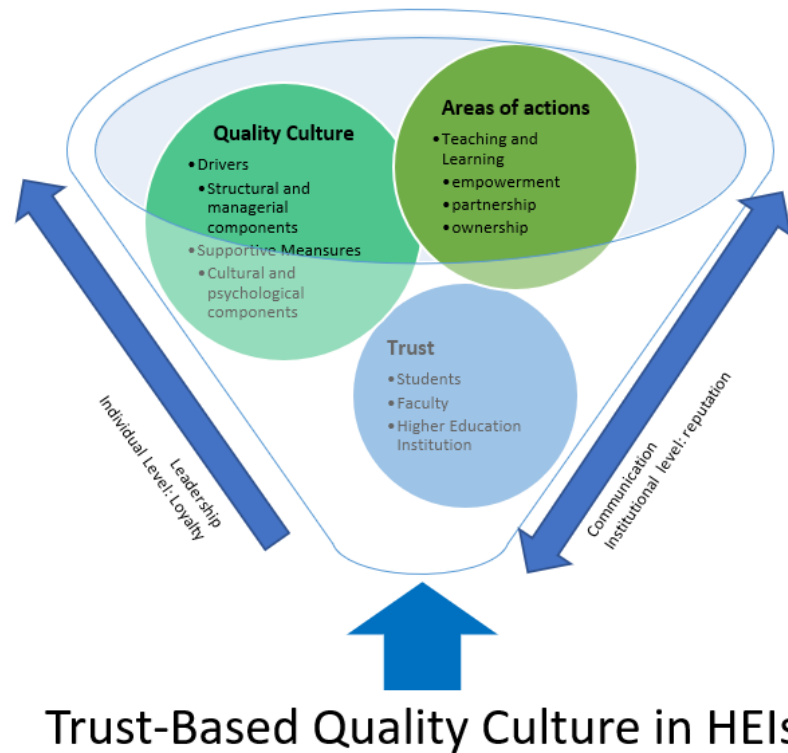 Quality Culture
•Drivers
•Structural and
managerial
components
•Supportive Meansures
•Cultural and
psychological
components
Areas of actions
•Teaching and
Learning
•empowerment
•partnership
•ownership
Trust
•Students
•Faculty
•Higher Education
Institution
Leadership
Individual Level: Loyalty
Communication
Institutional level: reputation
Trust-Based Quality Culture in HEIs